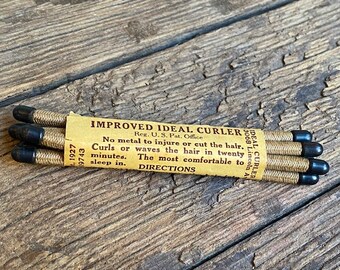 IMPROVED IDEAL CURLER
Reg. U. S. Pat. Office
No metal to injure or cut the hair.
Curls or waves the hair in twenty
minutes. The most comfortable to
sleep in.
DIRECTIONS
1927
9743
IDEAL CURLER